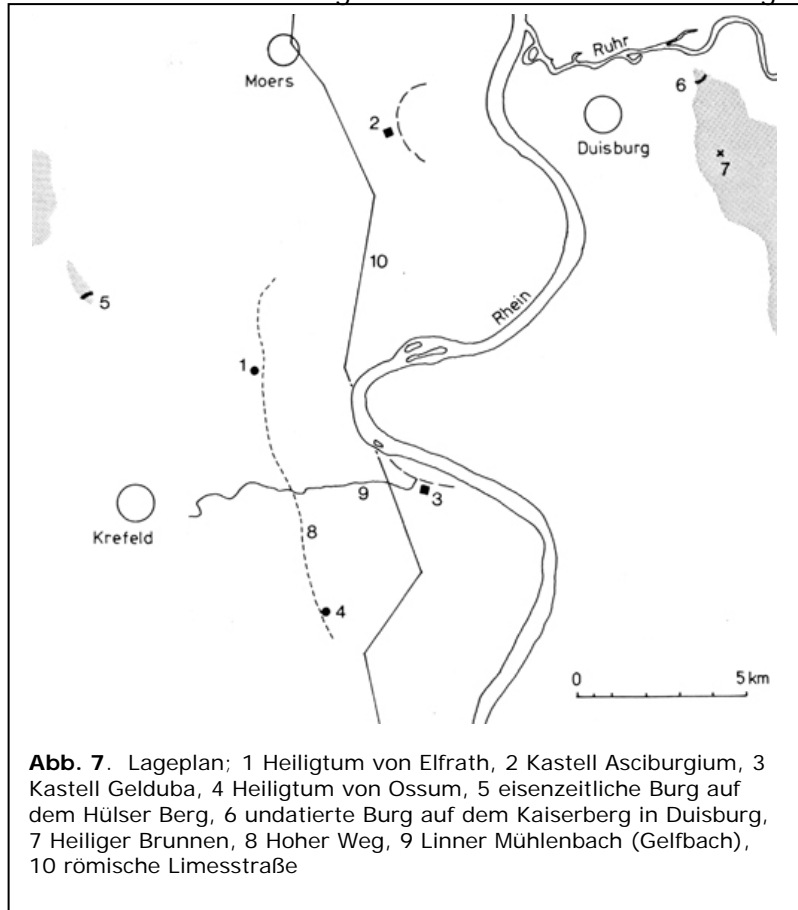 Moers
Ruhr
6
2
Duisburg
7
10
5
Rhein
1
9
3
Krefeld
8
4
0
5 km
Abb. 7. Lageplan; 1 Heiligtum von Elfrath, 2 Kastell Asciburgium, 3
Kastell Gelduba, 4 Heiligtum von Ossum, 5 eisenzeitliche Burg auf
dem Hülser Berg, 6 undatierte Burg auf dem Kaiserberg in Duisburg,
7 Heiliger Brunnen, 8 Hoher Weg, 9 Linner Mühlenbach (Gelfbach),
10 römische Limesstraße